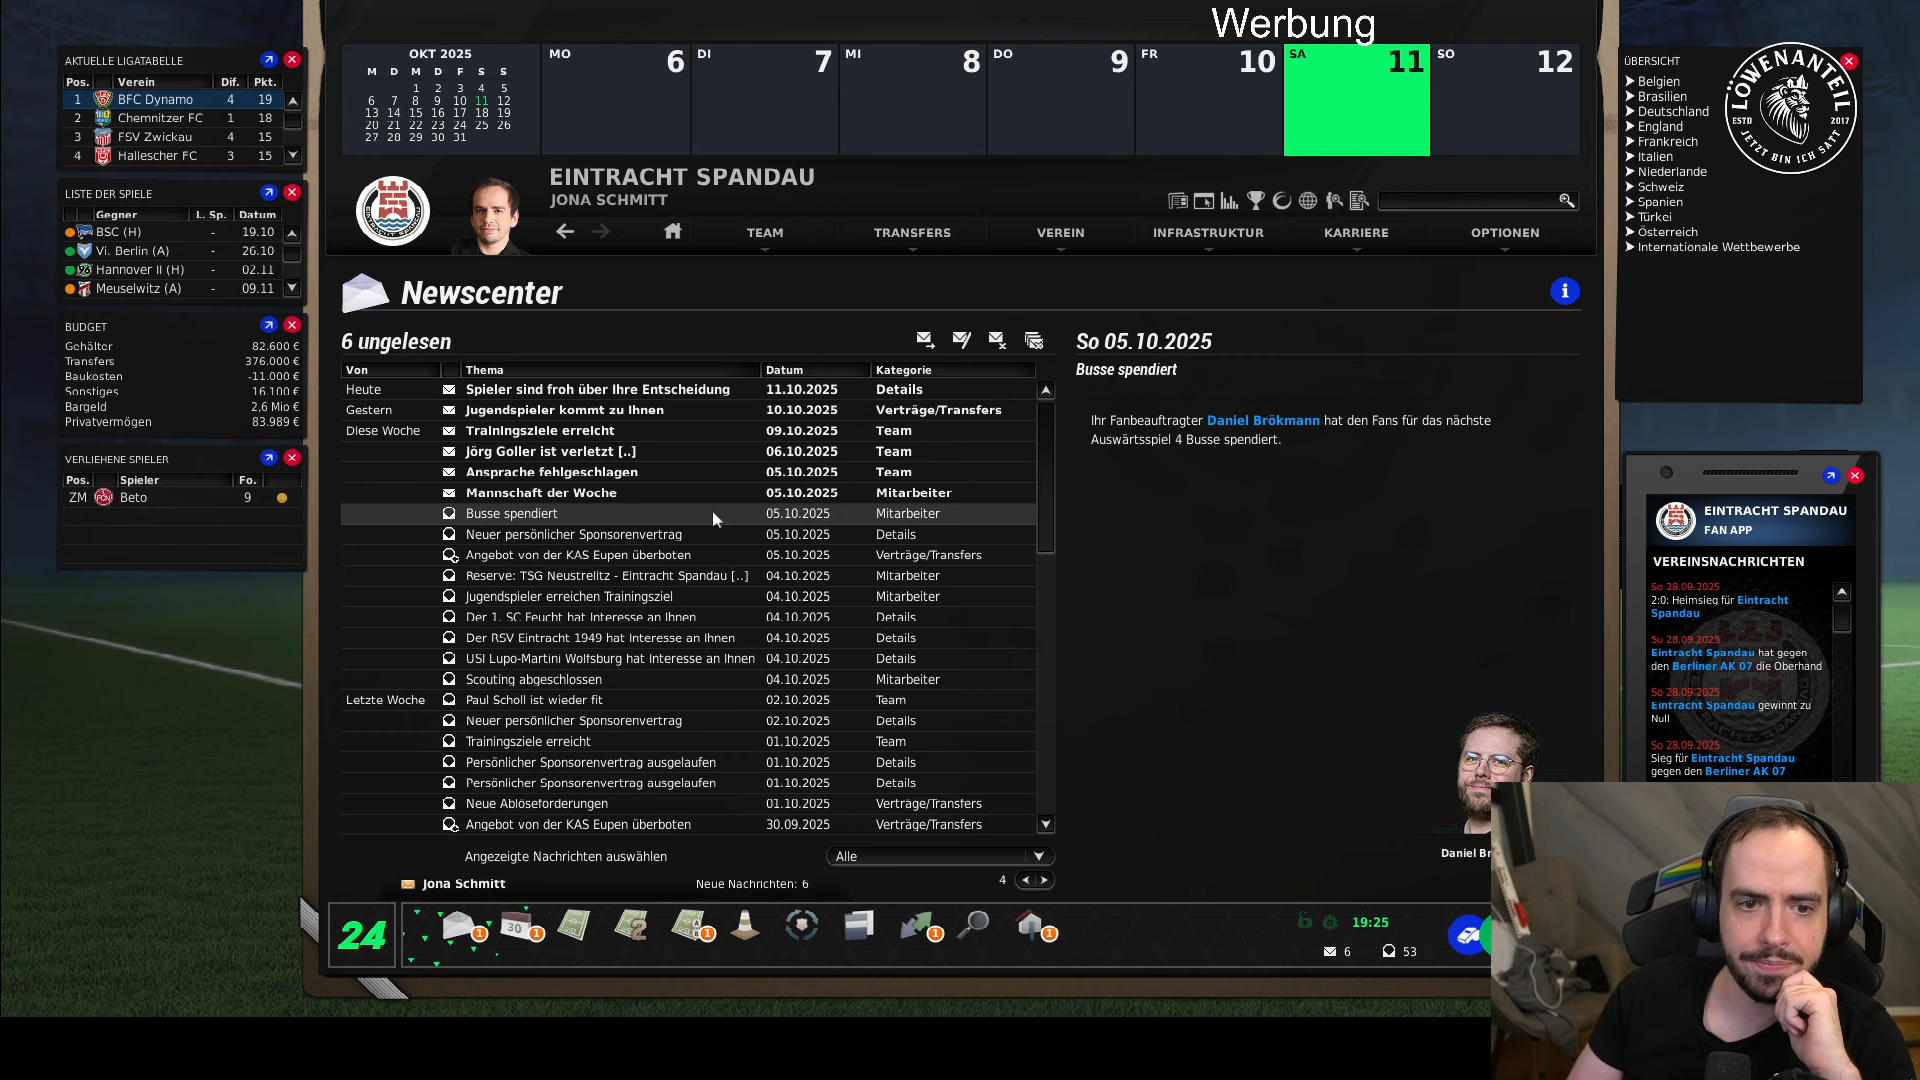 Werbung
AKTUELLE LIGATABELLE
Pos. Verein Dif. Pkt.
1 BFC Dynamo 4 19
2 Chemnitzer FC 1 18
3 FSV Zwickau 4 15
4 Hallescher FC 3 15
LISTE DER SPIELE
Gegner L. Sp. Datum
BSC (H) - 19.10
Vi. Berlin (A) - 26.10
Hannover II (H) - 02.11
Meuselwitz (A) - 09.11
BUDGET
Gehälter 82.600 €
Transfers 376.000 €
Baukosten -11.000 €
Sonstiges 16.100 €
Bargeld 2,6 Mio €
Privatvermögen 83.989 €
VERLIEHENE SPIELER
Pos. Spieler Fo.
ZM Beto 9
OKT 2025
M D M D F S S
1 2 3 4 5
6 7 8 9 10 11 12
13 14 15 16 17 18 19
20 21 22 23 24 25 26
27 28 29 30 31
MO 6 DI 7 MI 8 DO 9 FR 10 SA 11 SO 12
EINTRACHT SPANDAU
JONA SCHMITT
TEAM TRANSFERS VEREIN INFRASTRUKTUR KARRIERE OPTIONEN
Newscenter
6 ungelesen
Von Thema Datum Kategorie
Heute Spieler sind froh über Ihre Entscheidung 11.10.2025 Details
Gestern Jugendspieler kommt zu Ihnen 10.10.2025 Verträge/Transfers
Diese Woche Trainingsziele erreicht 09.10.2025 Team
Jörg Goller ist verletzt [..] 06.10.2025 Team
Ansprache fehlgeschlagen 05.10.2025 Team
Mannschaft der Woche 05.10.2025 Mitarbeiter
Busse spendiert 05.10.2025 Mitarbeiter
Neuer persönlicher Sponsorenvertrag 05.10.2025 Details
Angebot von der KAS Eupen überboten 05.10.2025 Verträge/Transfers
Reserve: TSG Neustrelitz - Eintracht Spandau [..] 04.10.2025 Mitarbeiter
Jugendspieler erreichen Trainingsziel 04.10.2025 Mitarbeiter
Der 1. SC Feucht hat Interesse an Ihnen 04.10.2025 Details
Der RSV Eintracht 1949 hat Interesse an Ihnen 04.10.2025 Details
USI Lupo-Martini Wolfsburg hat Interesse an Ihnen 04.10.2025 Details
Scouting abgeschlossen 04.10.2025 Mitarbeiter
Letzte Woche Paul Scholl ist wieder fit 02.10.2025 Team
Neuer persönlicher Sponsorenvertrag 02.10.2025 Details
Trainingsziele erreicht 01.10.2025 Team
Persönlicher Sponsorenvertrag ausgelaufen 01.10.2025 Details
Persönlicher Sponsorenvertrag ausgelaufen 01.10.2025 Details
Neue Ablöseforderungen 01.10.2025 Verträge/Transfers
Angebot von der KAS Eupen überboten 30.09.2025 Verträge/Transfers
Angezeigte Nachrichten auswählen Alle
Jona Schmitt Neue Nachrichten: 6 4
So 05.10.2025
Busse spendiert
Ihr Fanbeauftragter Daniel Brökmann hat den Fans für das nächste
Auswärtsspiel 4 Busse spendiert.
Daniel Br
24
30
2
1 1 1 1 1
19:25
6 53
ÜBERSICHT
Belgien
Brasilien
Deutschland
England
Frankreich
Italien
Niederlande
Schweiz
Spanien
Türkei
Österreich
Internationale Wettbewerbe
LÖWENANTEIL
ESTD 2017
JETZT BIN ICH SATT
EINTRACHT SPANDAU
FAN APP
VEREINSNACHRICHTEN
So 28.09.2025
2:0: Heimsieg für Eintracht
Spandau
So 28.09.2025
Eintracht Spandau hat gegen
den Berliner AK 07 die Oberhand
So 28.09.2025
Eintracht Spandau gewinnt zu
Null
So 28.09.2025
Sieg für Eintracht Spandau
gegen den Berliner AK 07